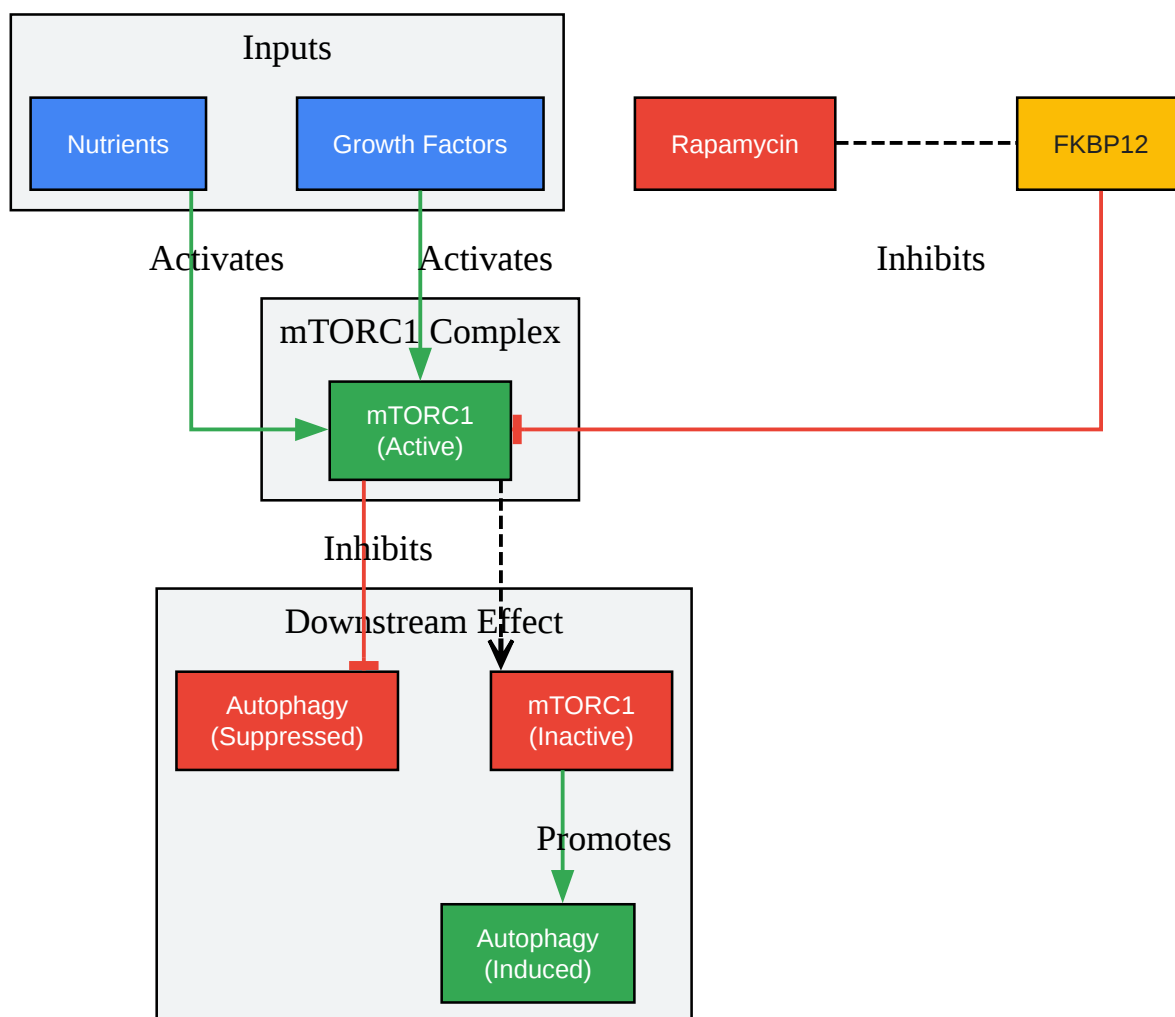 Inputs
Nutrients
Growth Factors
Rapamycin
FKBP12
Activates
Activates
Inhibits
mTORC1 Complex
mTORC1
(Active)
Inhibits
Downstream Effect
Autophagy
(Suppressed)
mTORC1
(Inactive)
Promotes
Autophagy
(Induced)